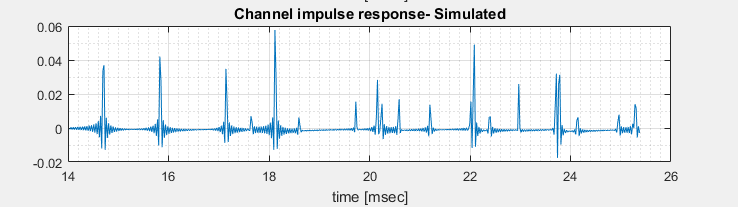 Channel impulse response- Simulated
0.06
0.04
0.02
0
-0.02
14 16 18 20 22 24 26
time [msec]